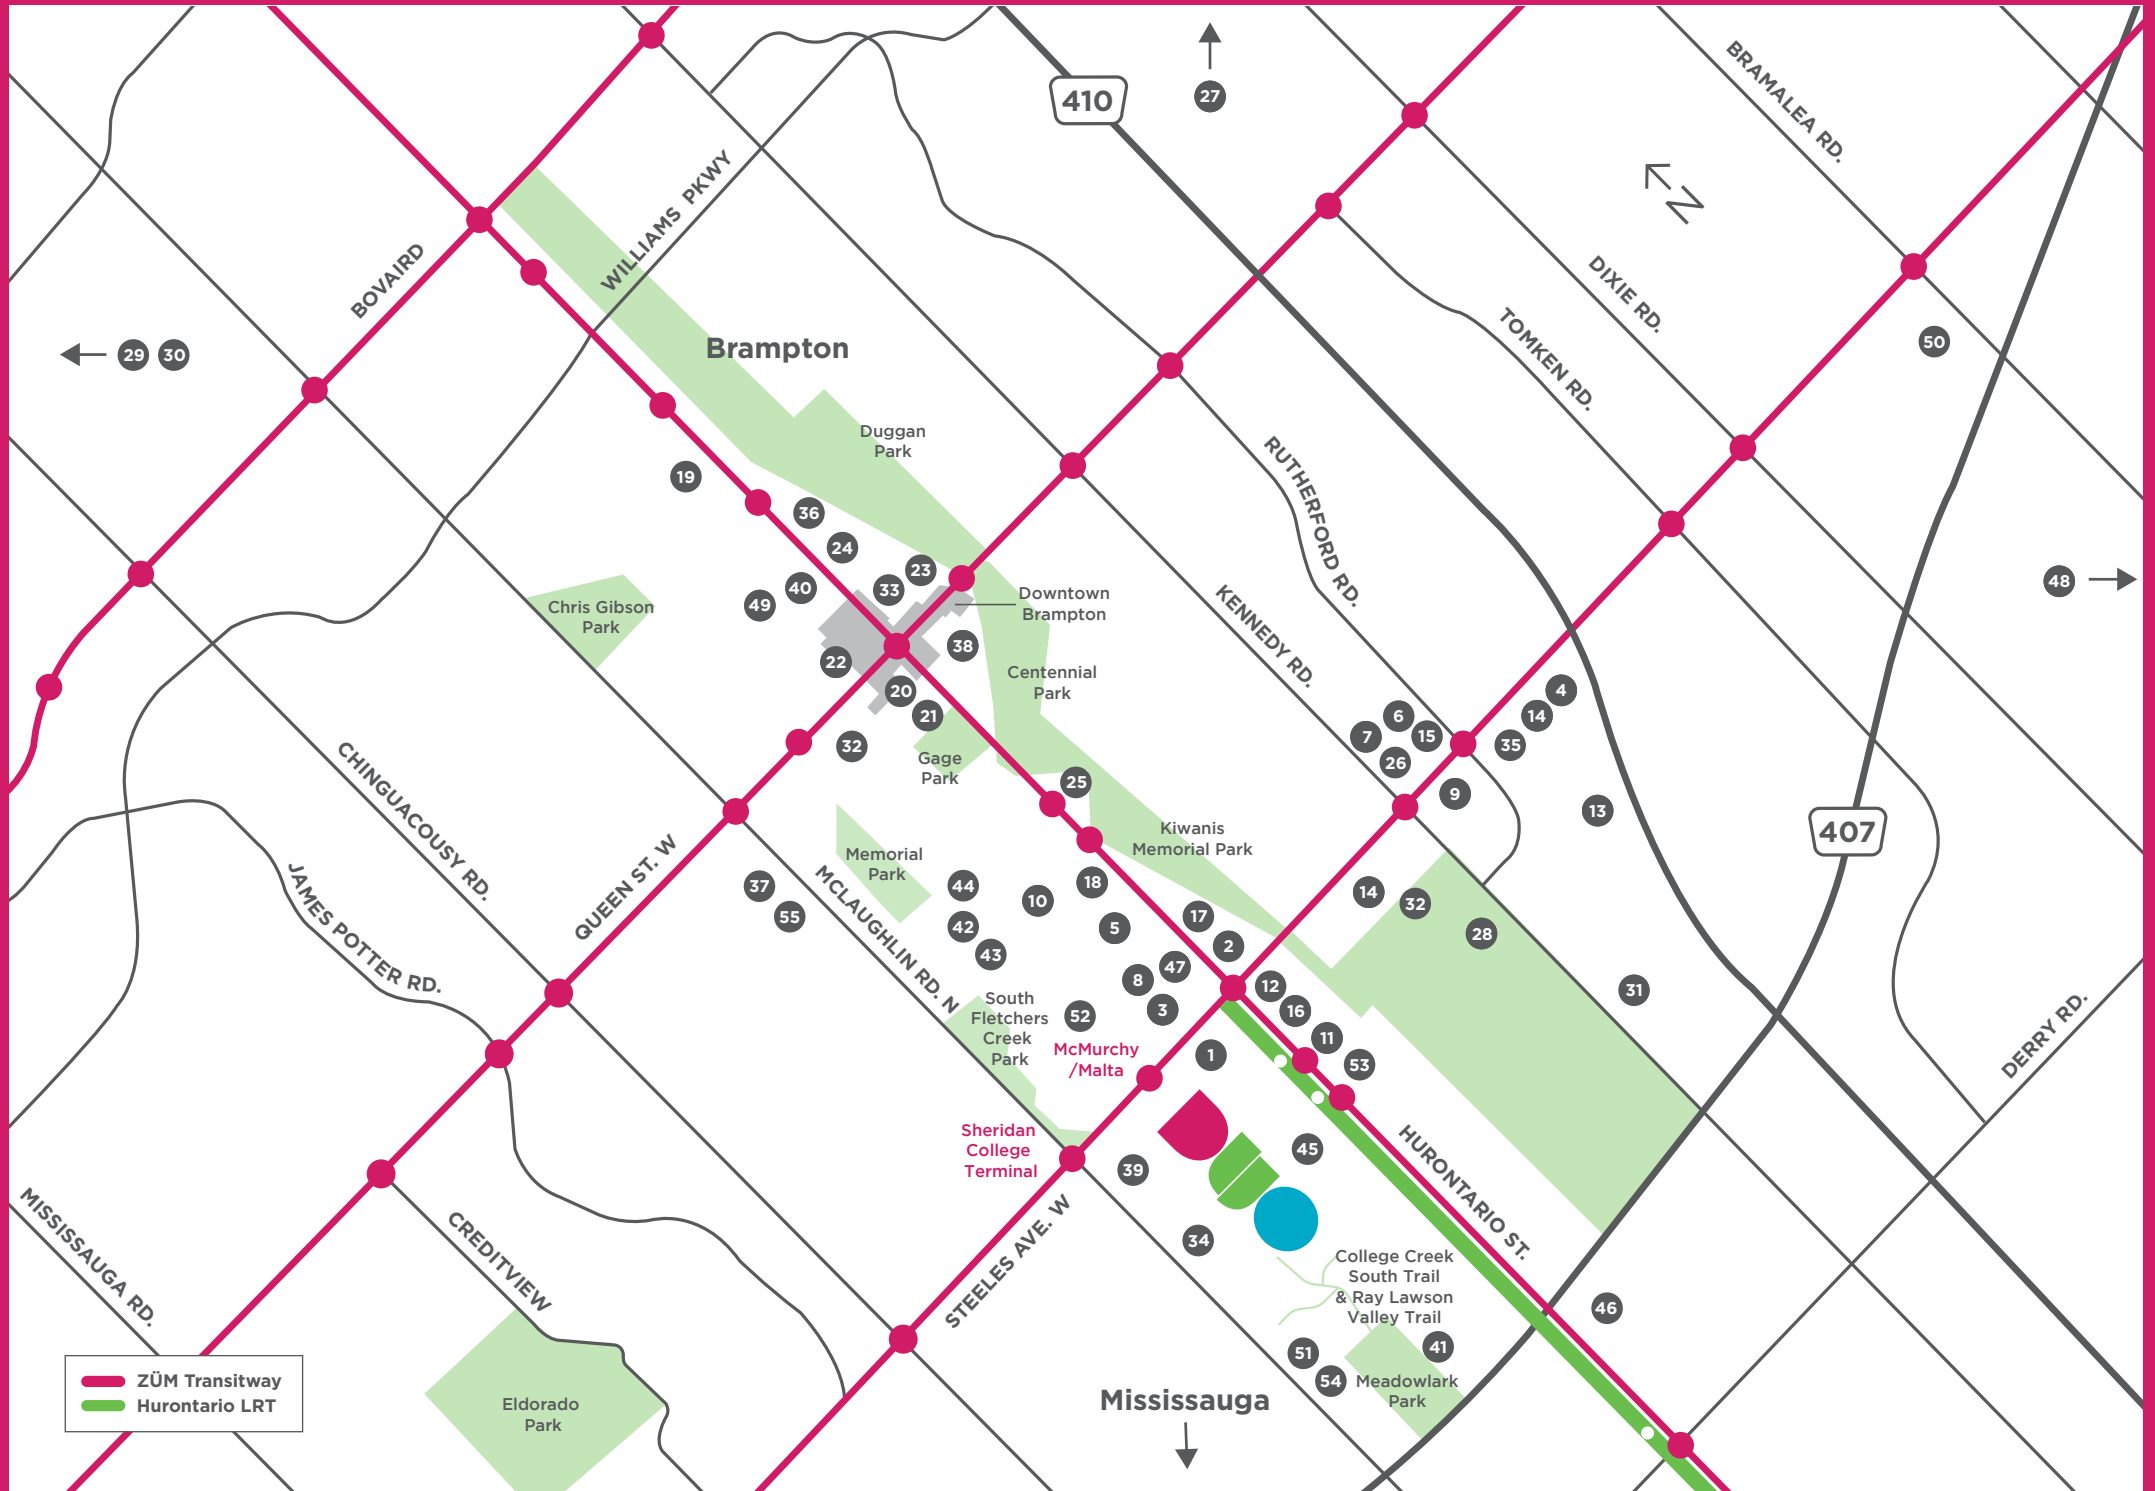 410
27
BRAMALEA RD.
N
WILLIAMS PKWY
BOVAIRD
DIXIE RD.
TOMKEN RD.
29
30
Brampton
50
Duggan
Park
RUTHERFORD RD.
19
36
24
23
33
40
49
Chris Gibson
Park
Downtown
Brampton
48
KENNEDY RD.
38
22
Centennial
Park
20
21
32
Gage
Park
4
6
14
7
15
35
26
9
13
25
CHINGUACOUSY RD.
Kiwanis
Memorial Park
407
QUEEN ST. W
Memorial
Park
JAMES POTTER RD.
MCLAUGHLIN RD. N
37
55
44
10
18
42
5
43
17
2
14
32
28
47
8
3
12
16
31
South
Fletchers
Creek
Park
52
McMurchy
/Malta
1
11
53
DERRY RD.
Sheridan
College
Terminal
39
45
HURONTARIO ST.
MISSISSAUGA RD.
CREDITVIEW
STEELES AVE. W
34
College Creek
South Trail
& Ray Lawson
Valley Trail
46
51
41
54
Meadowlark
Park
Mississauga
Eldorado
Park
ZÜM Transitway
Hurontario LRT